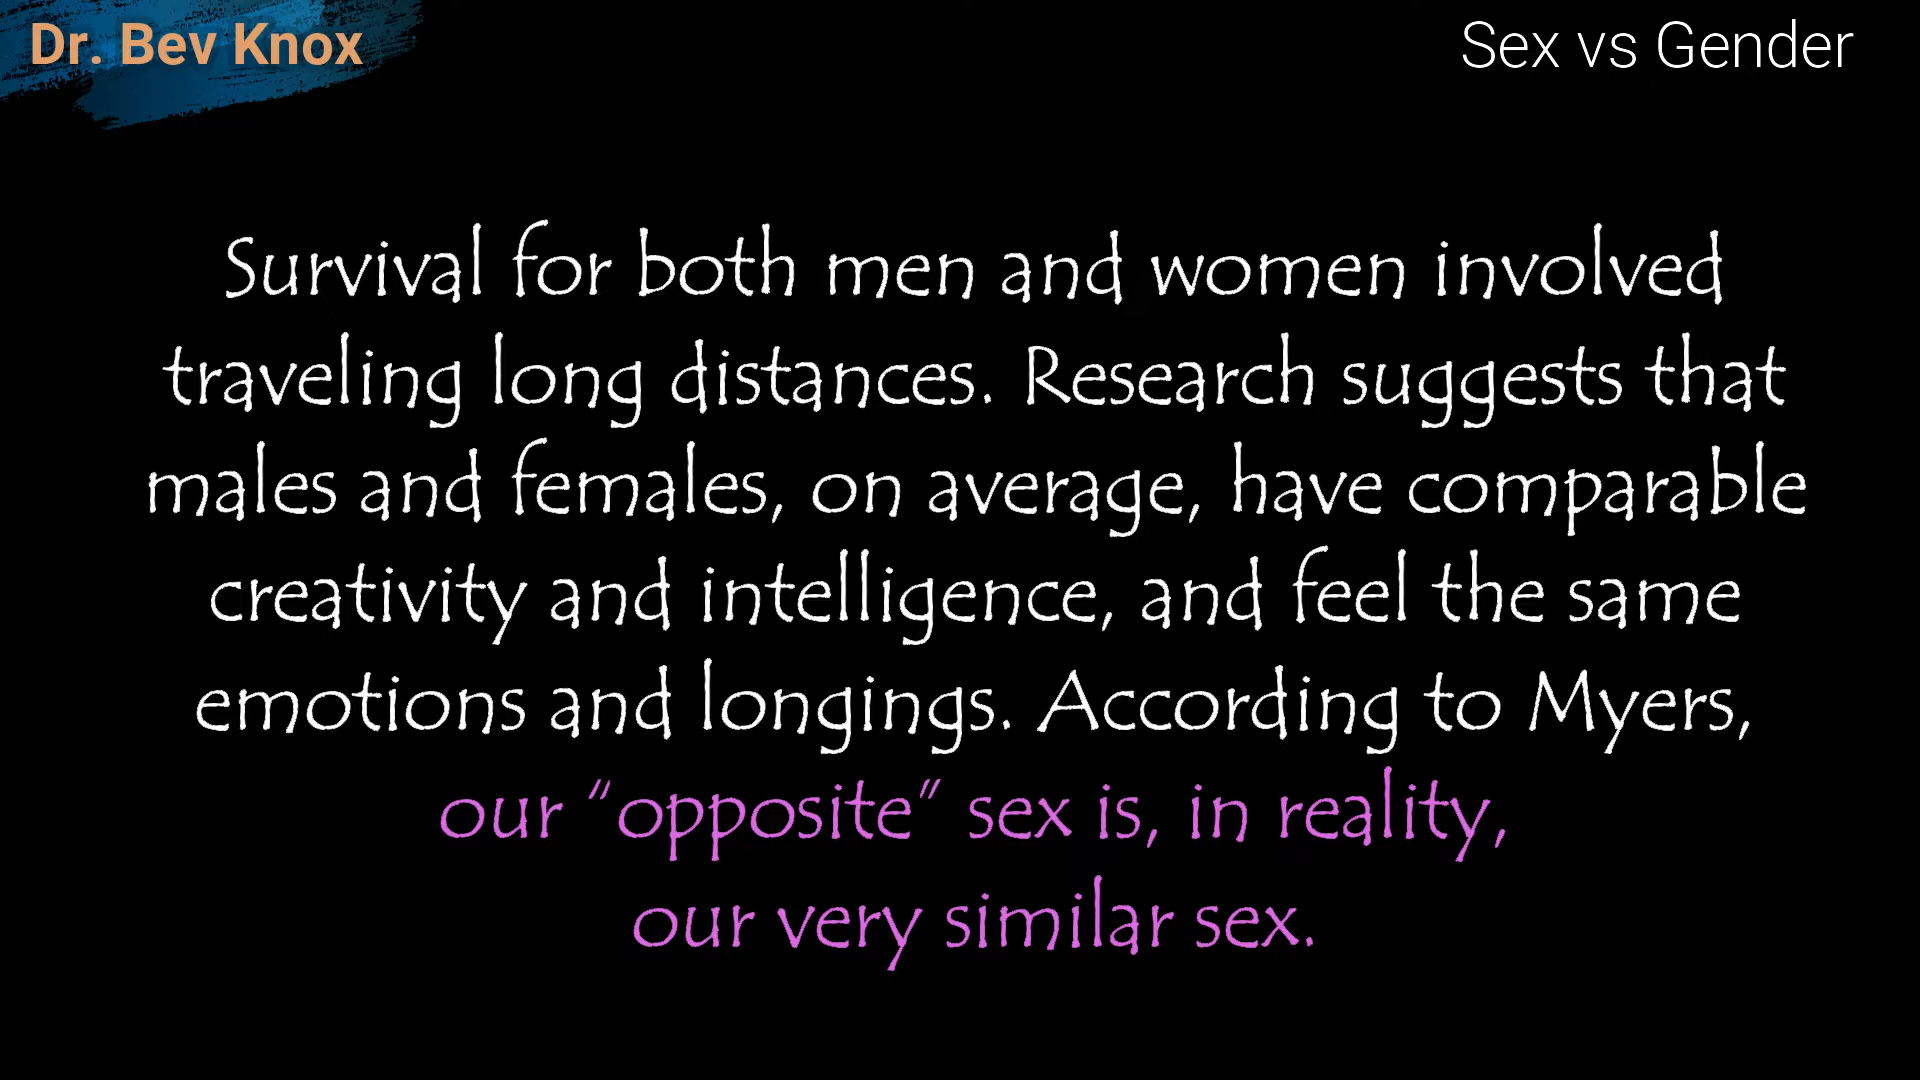 Dr. Bev Knox
Sex vs Gender
Survival for both men and women involved
traveling long distances. Research suggests that
males and females, on average, have comparable
creativity and intelligence, and feel the same
emotions and longings. According to Myers,
our "opposite" sex is, in reality,
our very similar sex.